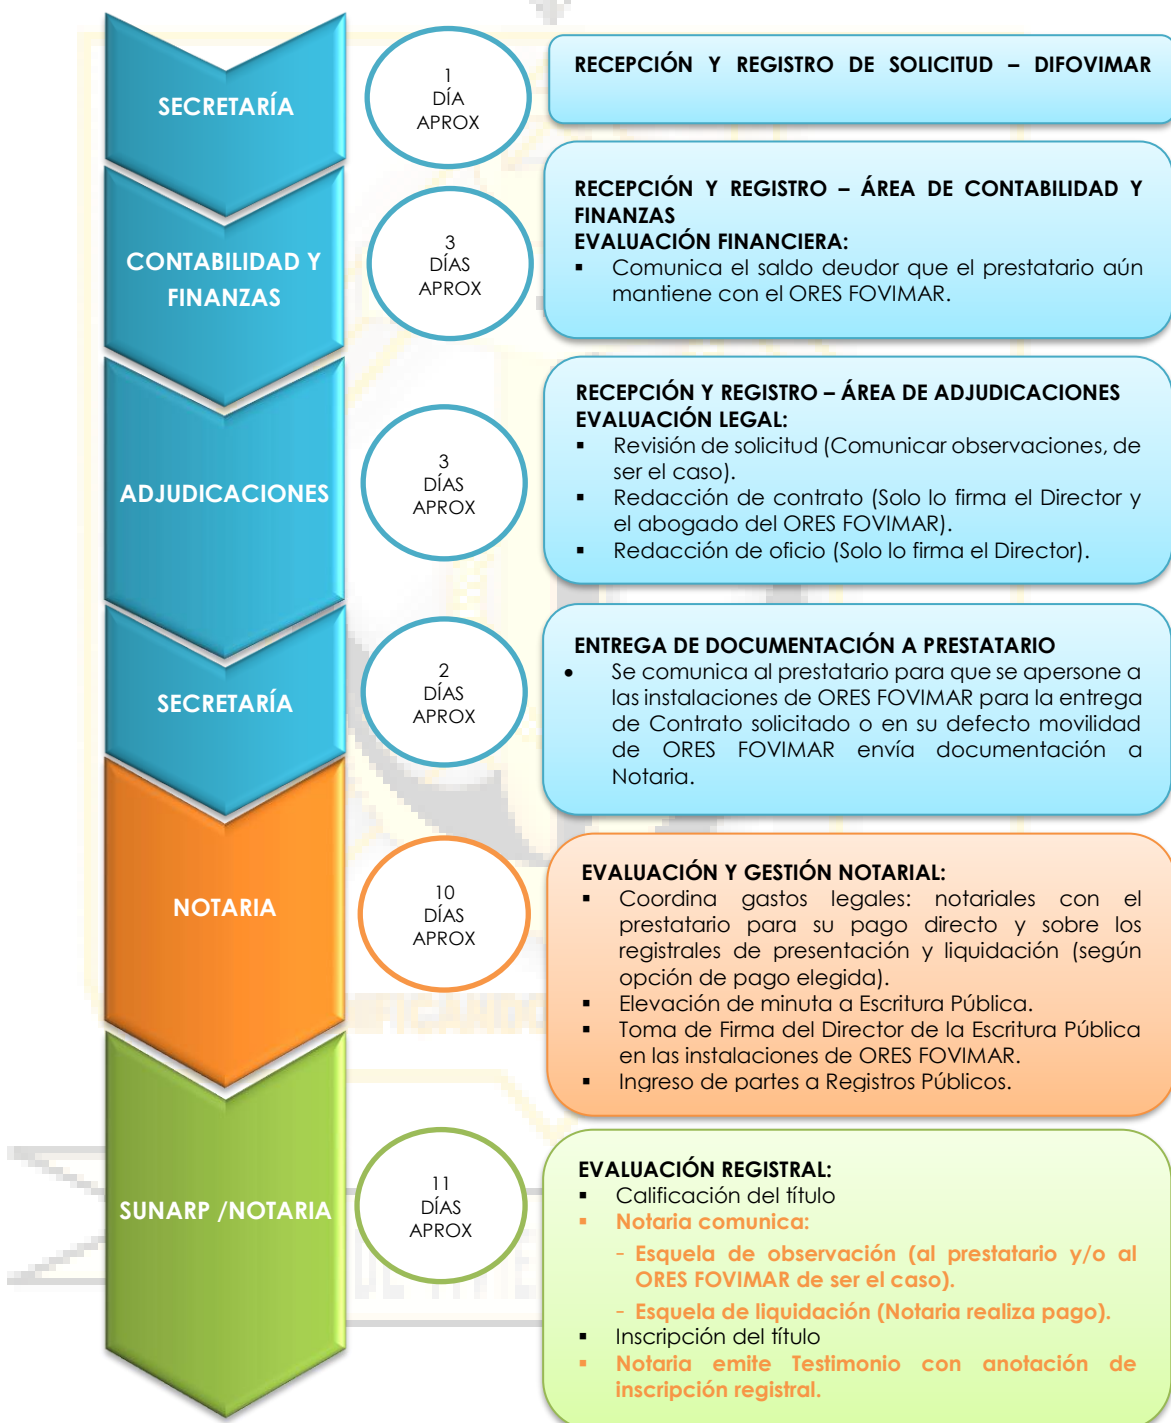 SECRETARÍA
1
DÍA
APROX
RECEPCIÓN Y REGISTRO DE SOLICITUD – DIFOVIMAR
CONTABILIDAD Y
FINANZAS
3
DÍAS
APROX
RECEPCIÓN Y REGISTRO – ÁREA DE CONTABILIDAD Y
FINANZAS
EVALUACIÓN FINANCIERA:
▪ Comunica el saldo deudor que el prestatario aún
mantiene con el ORES FOVIMAR.
ADJUDICACIONES
3
DÍAS
APROX
RECEPCIÓN Y REGISTRO – ÁREA DE ADJUDICACIONES
EVALUACIÓN LEGAL:
▪ Revisión de solicitud (Comunicar observaciones, de
ser el caso).
▪ Redacción de contrato (Solo lo firma el Director y
el abogado del ORES FOVIMAR).
▪ Redacción de oficio (Solo lo firma el Director).
SECRETARÍA
2
DÍAS
APROX
ENTREGA DE DOCUMENTACIÓN A PRESTATARIO
• Se comunica al prestatario para que se apersone a
las instalaciones de ORES FOVIMAR para la entrega
de Contrato solicitado o en su defecto movilidad
de ORES FOVIMAR envía documentación a
Notaria.
NOTARIA
10
DÍAS
APROX
EVALUACIÓN Y GESTIÓN NOTARIAL:
▪ Coordina gastos legales: notariales con el
prestatario para su pago directo y sobre los
registrales de presentación y liquidación (según
opción de pago elegida).
▪ Elevación de minuta a Escritura Pública.
▪ Toma de Firma del Director de la Escritura Pública
en las instalaciones de ORES FOVIMAR.
▪ Ingreso de partes a Registros Públicos.
SUNARP /NOTARIA
11
DÍAS
APROX
EVALUACIÓN REGISTRAL:
▪ Calificación del título
▪ Notaria comunica:
- Esquela de observación (al prestatario y/o al
ORES FOVIMAR de ser el caso).
- Esquela de liquidación (Notaria realiza pago).
▪ Inscripción del título
▪ Notaria emite Testimonio con anotación de
inscripción registral.